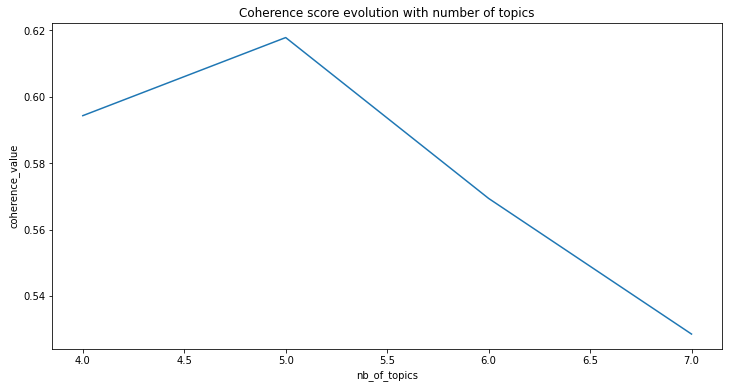 Coherence score evolution with number of topics
0.62
0.60
0.58
0.56
0.54
coherence_value
4.0 4.5 5.0 5.5 6.0 6.5 7.0
nb_of_topics